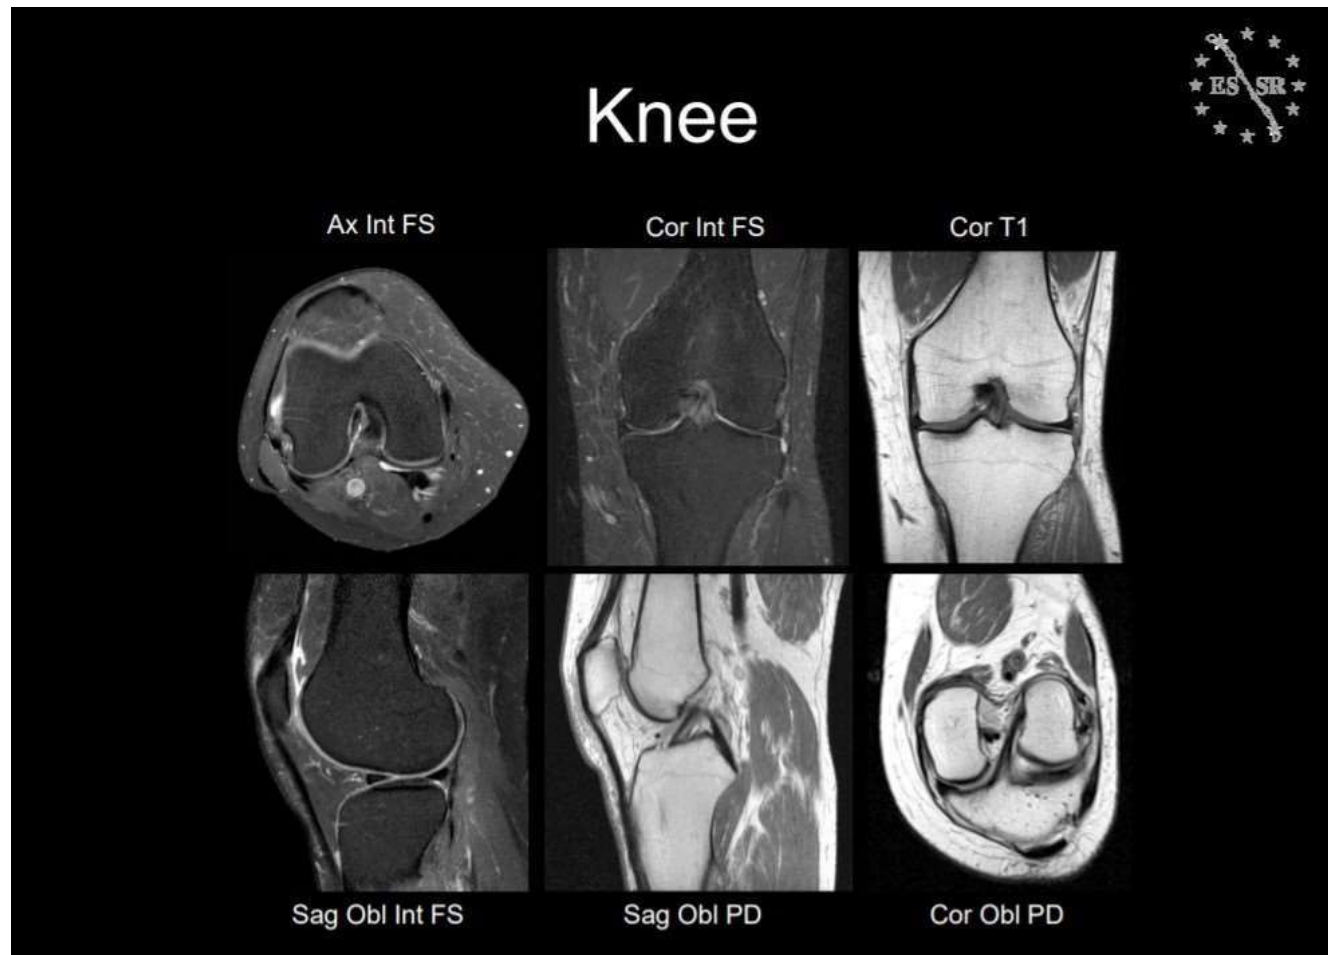 ES SR
Knee
Ax Int FS
Cor Int FS
Cor T1
Sag Obl Int FS
Sag Obl PD
Cor Obl PD